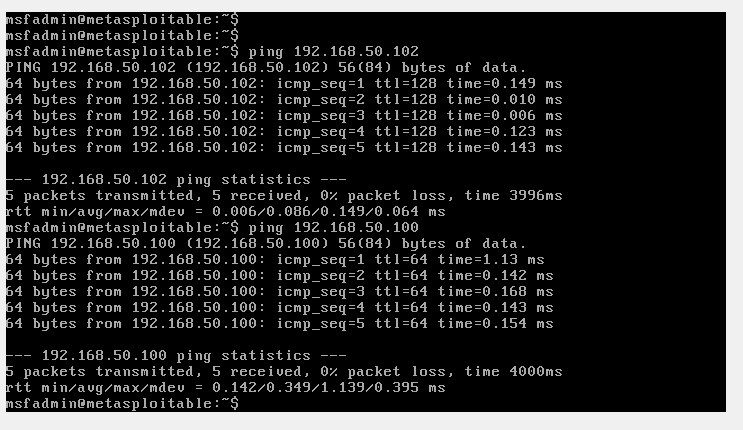 msfadmin@metasploitable:~$
msfadmin@metasploitable:~$
msfadmin@metasploitable:~$ ping 192.168.50.102
PING 192.168.50.102 (192.168.50.102) 56(84) bytes of data.
64 bytes from 192.168.50.102: icmp_seq=1 ttl=128 time=0.149 ms
64 bytes from 192.168.50.102: icmp_seq=2 ttl=128 time=0.010 ms
64 bytes from 192.168.50.102: icmp_seq=3 ttl=128 time=0.006 ms
64 bytes from 192.168.50.102: icmp_seq=4 ttl=128 time=0.123 ms
64 bytes from 192.168.50.102: icmp_seq=5 ttl=128 time=0.143 ms
--- 192.168.50.102 ping statistics ---
5 packets transmitted, 5 received, 0% packet loss, time 3996ms
rtt min/avg/max/mdev = 0.006/0.086/0.149/0.064 ms
msfadmin@metasploitable:~$ ping 192.168.50.100
PING 192.168.50.100 (192.168.50.100) 56(84) bytes of data.
64 bytes from 192.168.50.100: icmp_seq=1 ttl=64 time=1.13 ms
64 bytes from 192.168.50.100: icmp_seq=2 ttl=64 time=0.142 ms
64 bytes from 192.168.50.100: icmp_seq=3 ttl=64 time=0.168 ms
64 bytes from 192.168.50.100: icmp_seq=4 ttl=64 time=0.143 ms
64 bytes from 192.168.50.100: icmp_seq=5 ttl=64 time=0.154 ms
--- 192.168.50.100 ping statistics ---
5 packets transmitted, 5 received, 0% packet loss, time 4000ms
rtt min/avg/max/mdev = 0.142/0.349/1.139/0.395 ms
msfadmin@metasploitable:~$